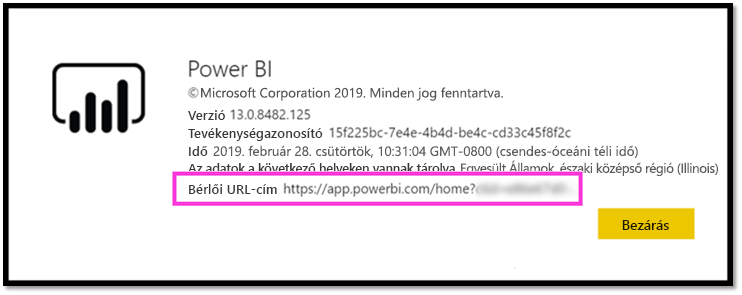 Power BI
©Microsoft Corporation 2019. Minden jog fenntartva.
Verzió 13.0.8482.125
Tevékenységazonosító 15f225bc-7e4e-4b4d-be4c-cd33c45f8f2c
Idő 2019. február 28. csütörtök, 10:31:04 GMT-0800 (csendes-óceáni téli idő)
Az adatok a következő helyeken vannak tárolva Egyesült Államok, északi középső régió (Illinois)
Bérlői URL-cím https://app.powerbi.com/home?
Bezárás